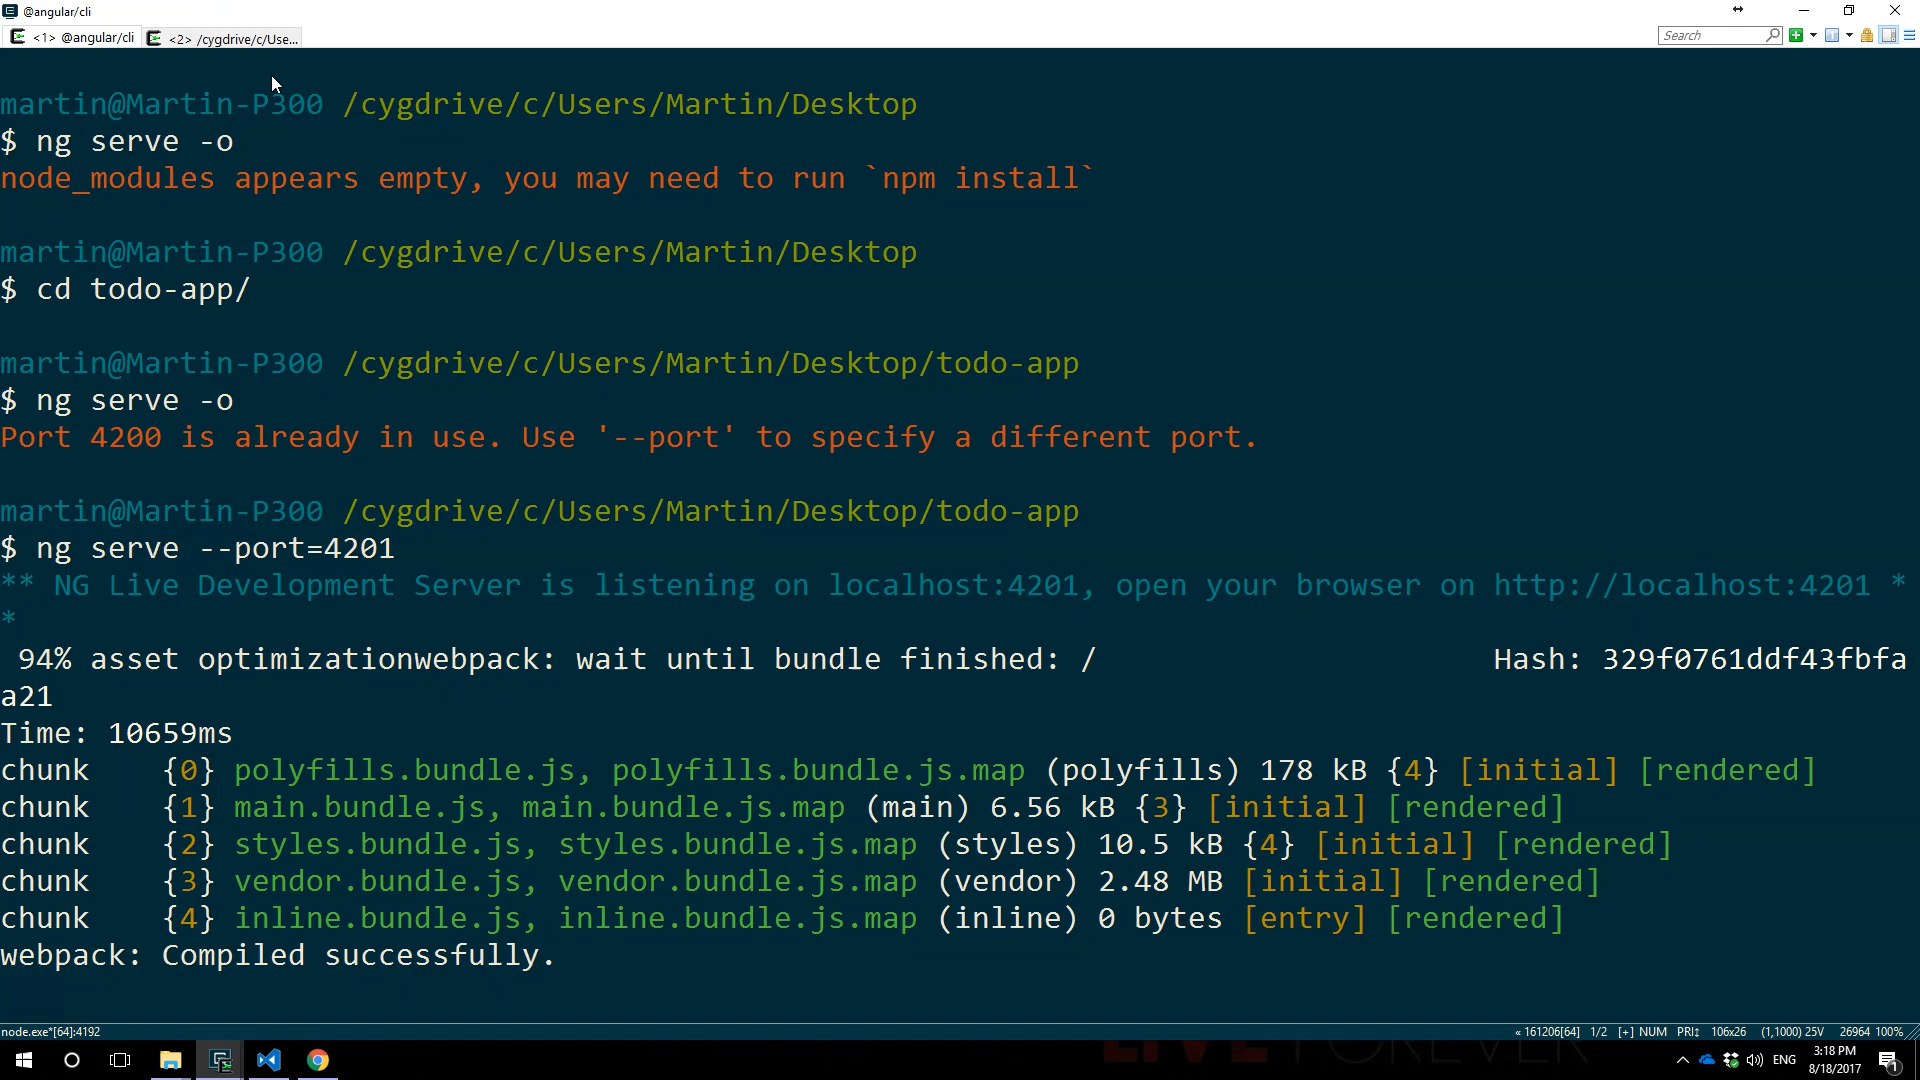 @angular/cli
<1> @angular/cli <2> /cygdrive/c/Use... Search
martin@Martin-P300 /cygdrive/c/Users/Martin/Desktop
$ ng serve -o
node_modules appears empty, you may need to run `npm install`
martin@Martin-P300 /cygdrive/c/Users/Martin/Desktop
$ cd todo-app/
martin@Martin-P300 /cygdrive/c/Users/Martin/Desktop/todo-app
$ ng serve -o
Port 4200 is already in use. Use '--port' to specify a different port.
martin@Martin-P300 /cygdrive/c/Users/Martin/Desktop/todo-app
$ ng serve --port=4201
** NG Live Development Server is listening on localhost:4201, open your browser on http://localhost:4201 *
*
94% asset optimizationwebpack: wait until bundle finished: / Hash: 329f0761ddf43fbfa
a21
Time: 10659ms
chunk {0} polyfills.bundle.js, polyfills.bundle.js.map (polyfills) 178 kB {4} [initial] [rendered]
chunk {1} main.bundle.js, main.bundle.js.map (main) 6.56 kB {3} [initial] [rendered]
chunk {2} styles.bundle.js, styles.bundle.js.map (styles) 10.5 kB {4} [initial] [rendered]
chunk {3} vendor.bundle.js, vendor.bundle.js.map (vendor) 2.48 MB [initial] [rendered]
chunk {4} inline.bundle.js, inline.bundle.js.map (inline) 0 bytes [entry] [rendered]
webpack: Compiled successfully.
node.exe*[64]:4192 « 161206[64] 1/2 [+] NUM PRI↕ 106x26 (1,1000) 25V 26964 100%
LIVE FOREVER
ENG 3:18 PM
8/18/2017 1